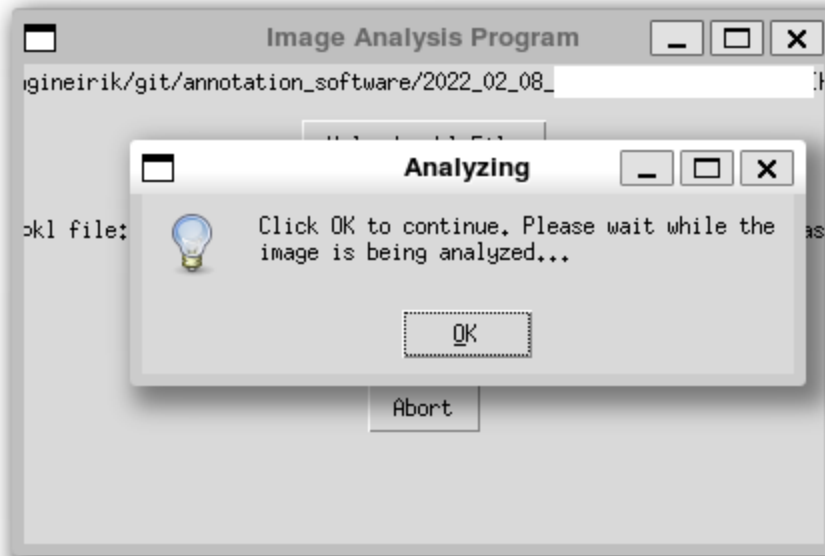 Image Analysis Program
gineirik/git/annotation_software/2022_02_08_
Analyzing
pkl file:
Click OK to continue. Please wait while the
image is being analyzed...
OK
Abort